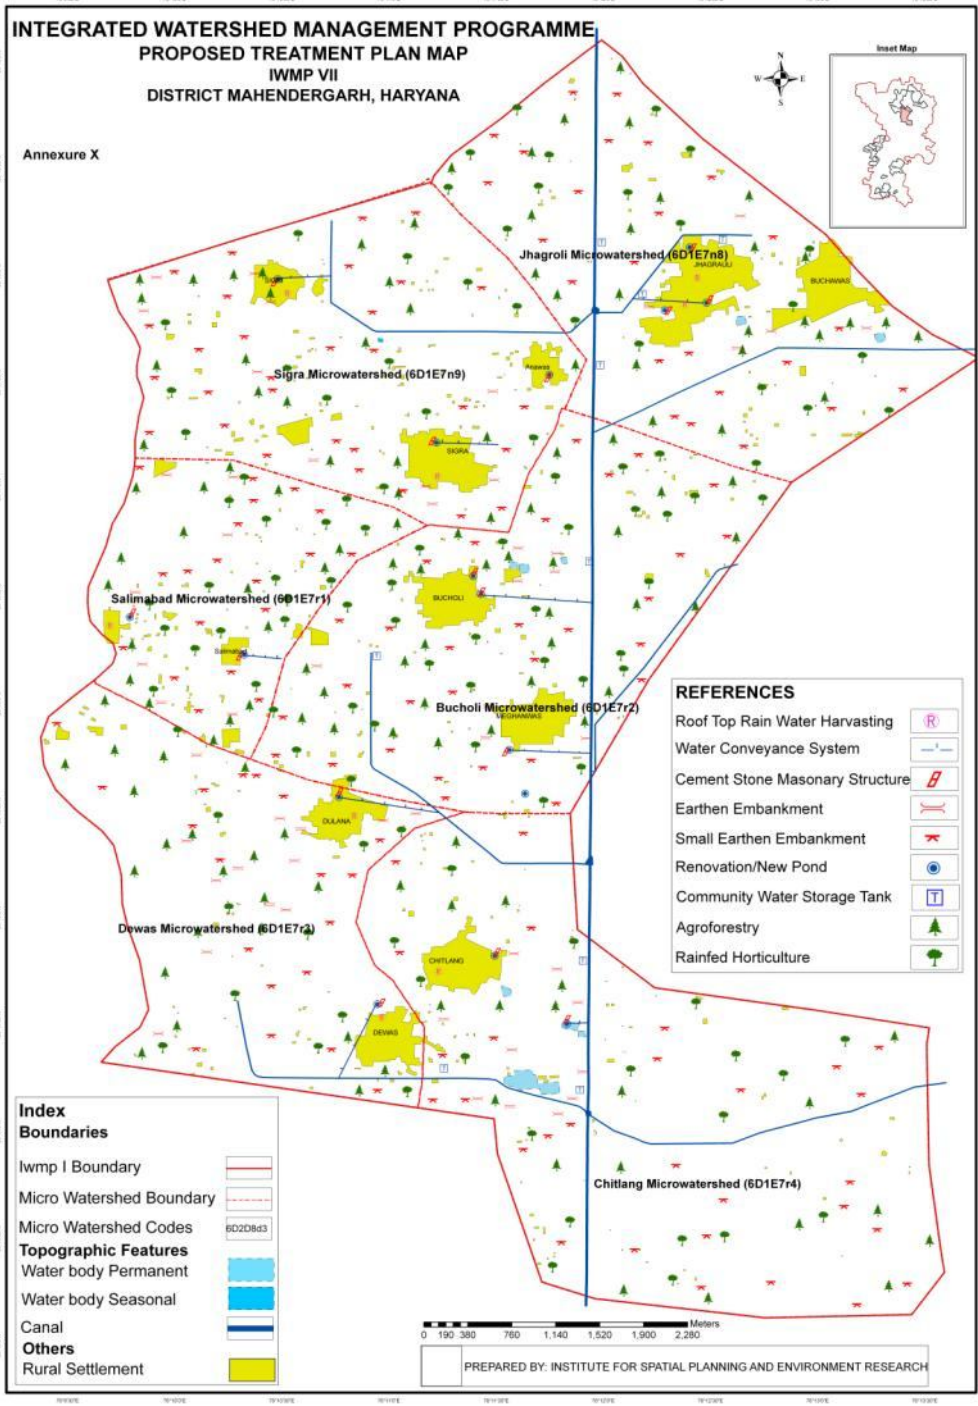 INTEGRATED WATERSHED MANAGEMENT PROGRAMME
PROPOSED TREATMENT PLAN MAP
IWMP VII
DISTRICT MAHENDERGARH, HARYANA
Annexure X
N
W E
S
Inset Map
Jhagroli Microwatershed (6D1E7n8)
JHAGRAULI
BUCHAWAS
T
T
T
T
Sigra Microwatershed (6D1E7n9)
SIGRA
Salimabad Microwatershed (6D1E7r1)
BUCHOLI
T
T
Bucholi Microwatershed (6D1E7r2)
MEGHANWAS
DULANA
Dewas Microwatershed (6D1E7r3)
CHITLANG
T
DEWAS
T
T
Chitlang Microwatershed (6D1E7r4)
REFERENCES
Roof Top Rain Water Harvasting
R
Water Conveyance System
Cement Stone Masonary Structure
Earthen Embankment
Small Earthen Embankment
Renovation/New Pond
Community Water Storage Tank
T
Agroforestry
Rainfed Horticulture
Index
Boundaries
Iwmp I Boundary
Micro Watershed Boundary
Micro Watershed Codes
6D2D8d3
Topographic Features
Water body Permanent
Water body Seasonal
Canal
Others
Rural Settlement
Meters
0 190 380 760 1,140 1,520 1,900 2,280
PREPARED BY: INSTITUTE FOR SPATIAL PLANNING AND ENVIRONMENT RESEARCH